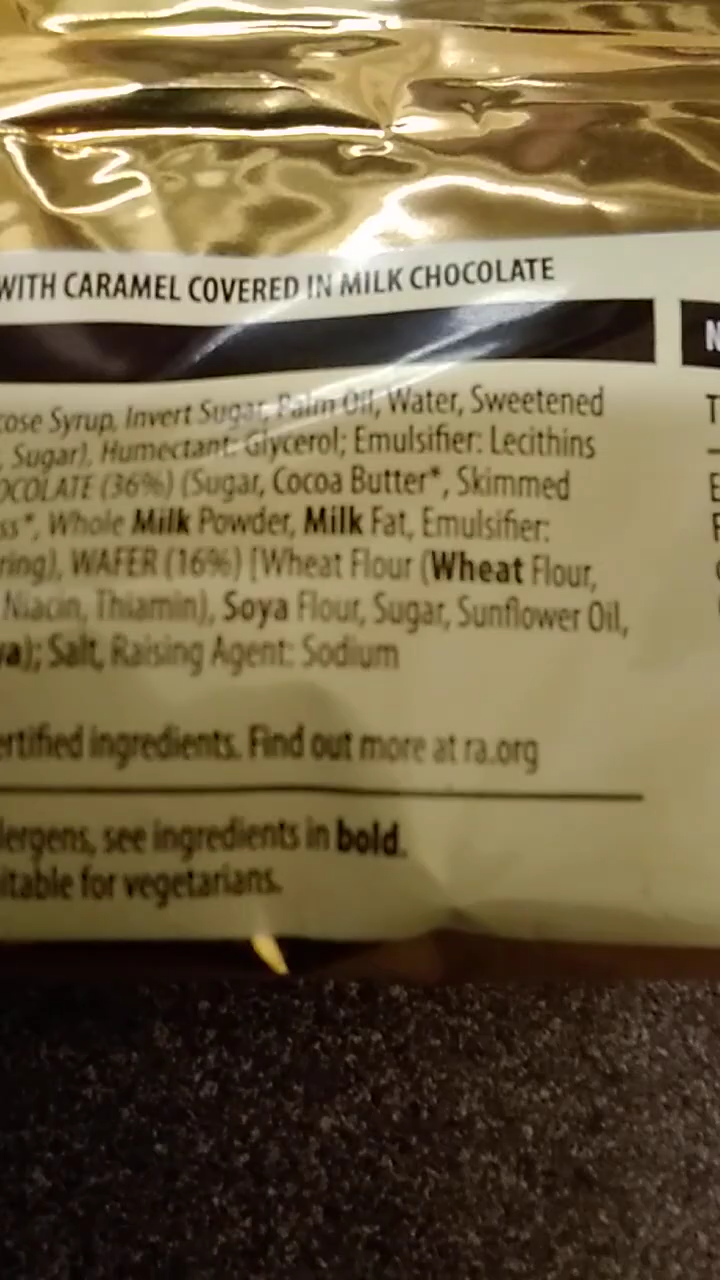 WITH CARAMEL COVERED IN MILK CHOCOLATE
N
cose Syrup, Invert Sugar, Palm Oil, Water, Sweetened
T
, Sugar), Humectant: Glycerol; Emulsifier: Lecithins
OCOLATE (36%) (Sugar, Cocoa Butter*, Skimmed
E
ss*, Whole Milk Powder, Milk Fat, Emulsifier:
F
ring), WAFER (16%) [Wheat Flour (Wheat Flour,
Niacin, Thiamin), Soya Flour, Sugar, Sunflower Oil,
ya); Salt, Raising Agent: Sodium
ertified ingredients. Find out more at ra.org
lergens, see ingredients in bold.
itable for vegetarians.